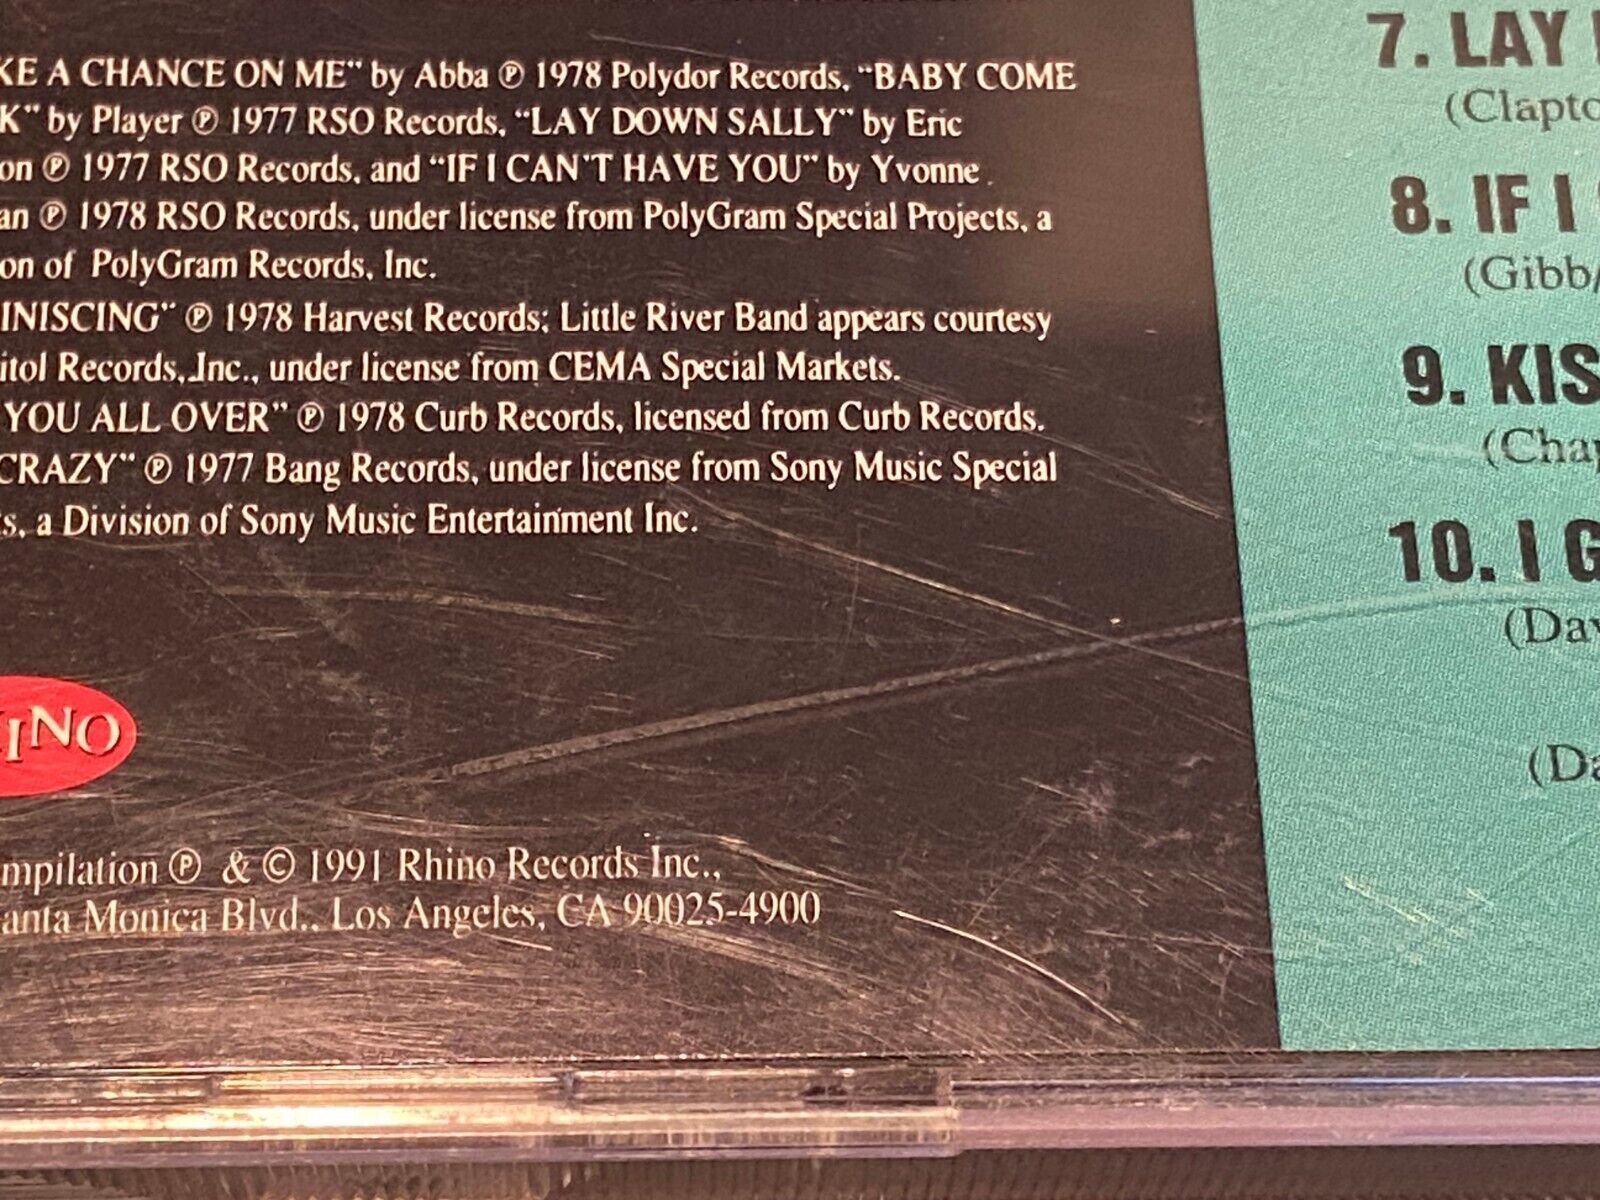 KE A CHANCE ON ME" by Abba ℗ 1978 Polydor Records, "BABY COME
K" by Player ℗ 1977 RSO Records, "LAY DOWN SALLY" by Eric
on ℗ 1977 RSO Records, and "IF I CAN'T HAVE YOU" by Yvonne
an ℗ 1978 RSO Records, under license from PolyGram Special Projects, a
on of PolyGram Records, Inc.
INISCING" ℗ 1978 Harvest Records; Little River Band appears courtesy
itol Records, Inc., under license from CEMA Special Markets.
YOU ALL OVER" ℗ 1978 Curb Records, licensed from Curb Records.
CRAZY" ℗ 1977 Bang Records, under license from Sony Music Special
s, a Division of Sony Music Entertainment Inc.
INO
mpilation ℗ & © 1991 Rhino Records Inc.,
anta Monica Blvd., Los Angeles, CA 90025-4900
7. LAY
(Clapto
8. IF I
(Gibb/
9. KIS
(Chap
10. I G
(Dav
(Da